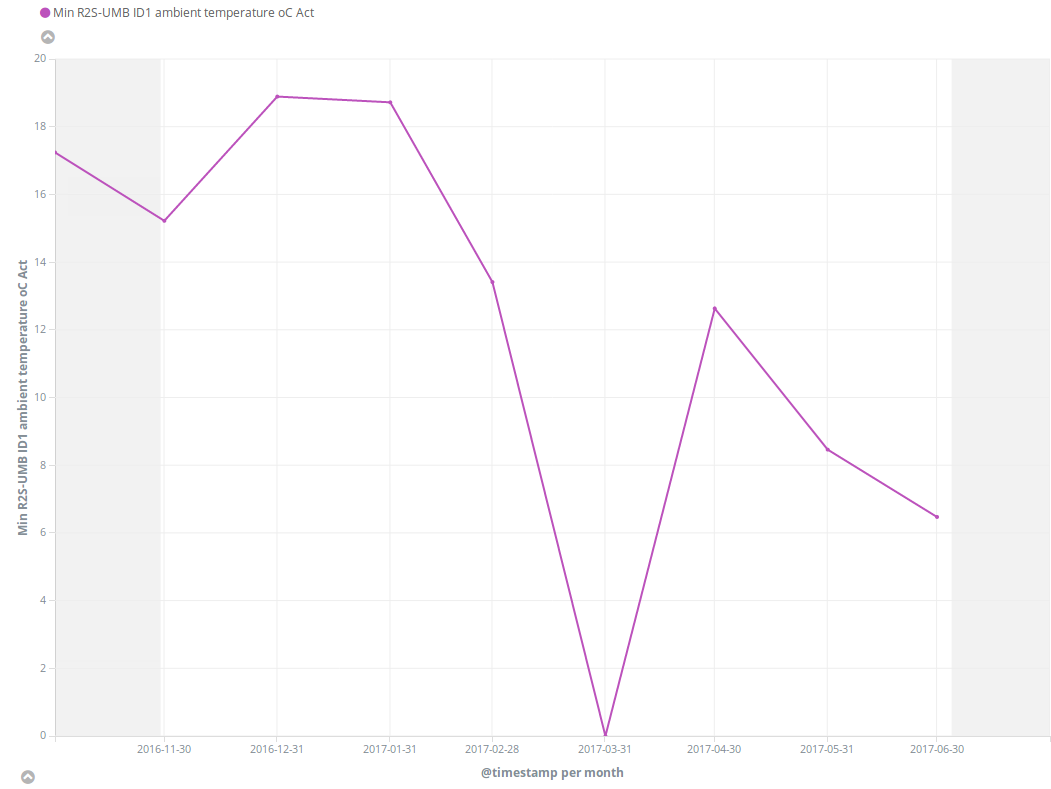 Min R2S-UMB ID1 ambient temperature oC Act
20
18
16
14
12
10
8
6
4
2
0
Min R2S-UMB ID1 ambient temperature oC Act
2016-11-30 2016-12-31 2017-01-31 2017-02-28 2017-03-31 2017-04-30 2017-05-31 2017-06-30
@timestamp per month